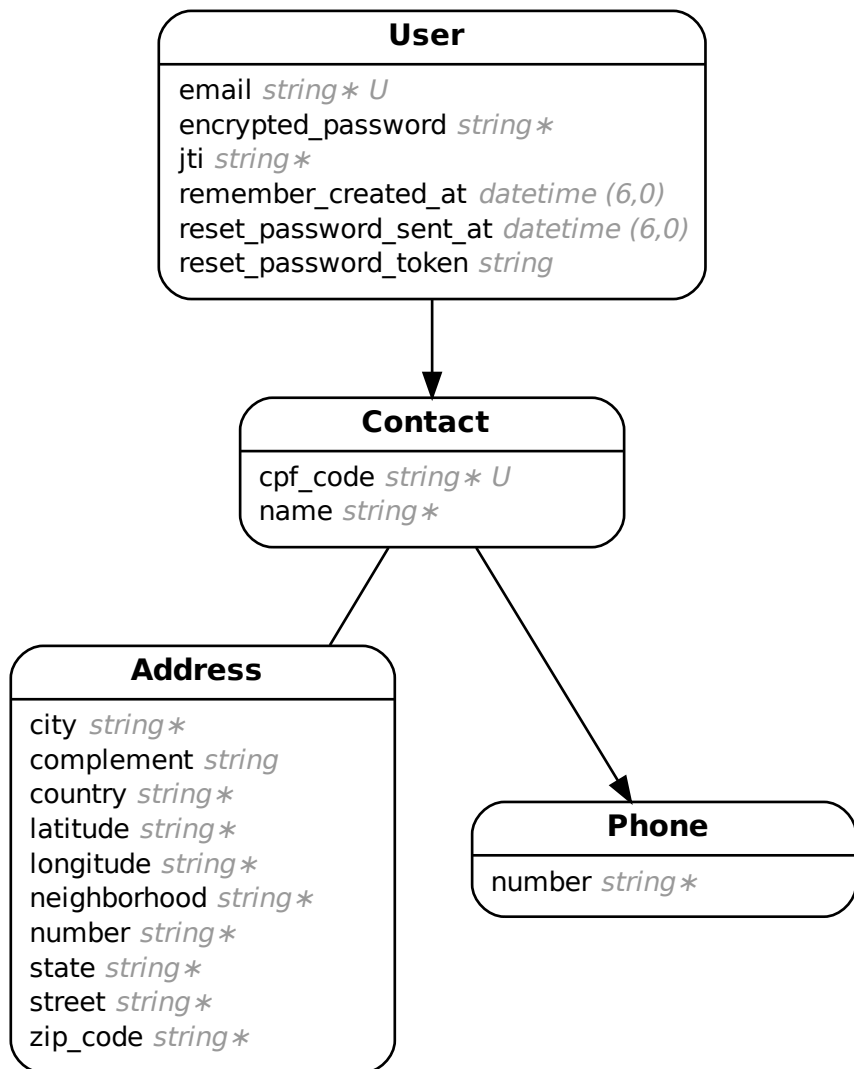 User
email string* U
encrypted_password string*
jti string*
remember_created_at datetime (6,0)
reset_password_sent_at datetime (6,0)
reset_password_token string
Contact
cpf_code string* U
name string*
Address
city string*
complement string
country string*
latitude string*
longitude string*
neighborhood string*
number string*
state string*
street string*
zip_code string*
Phone
number string*